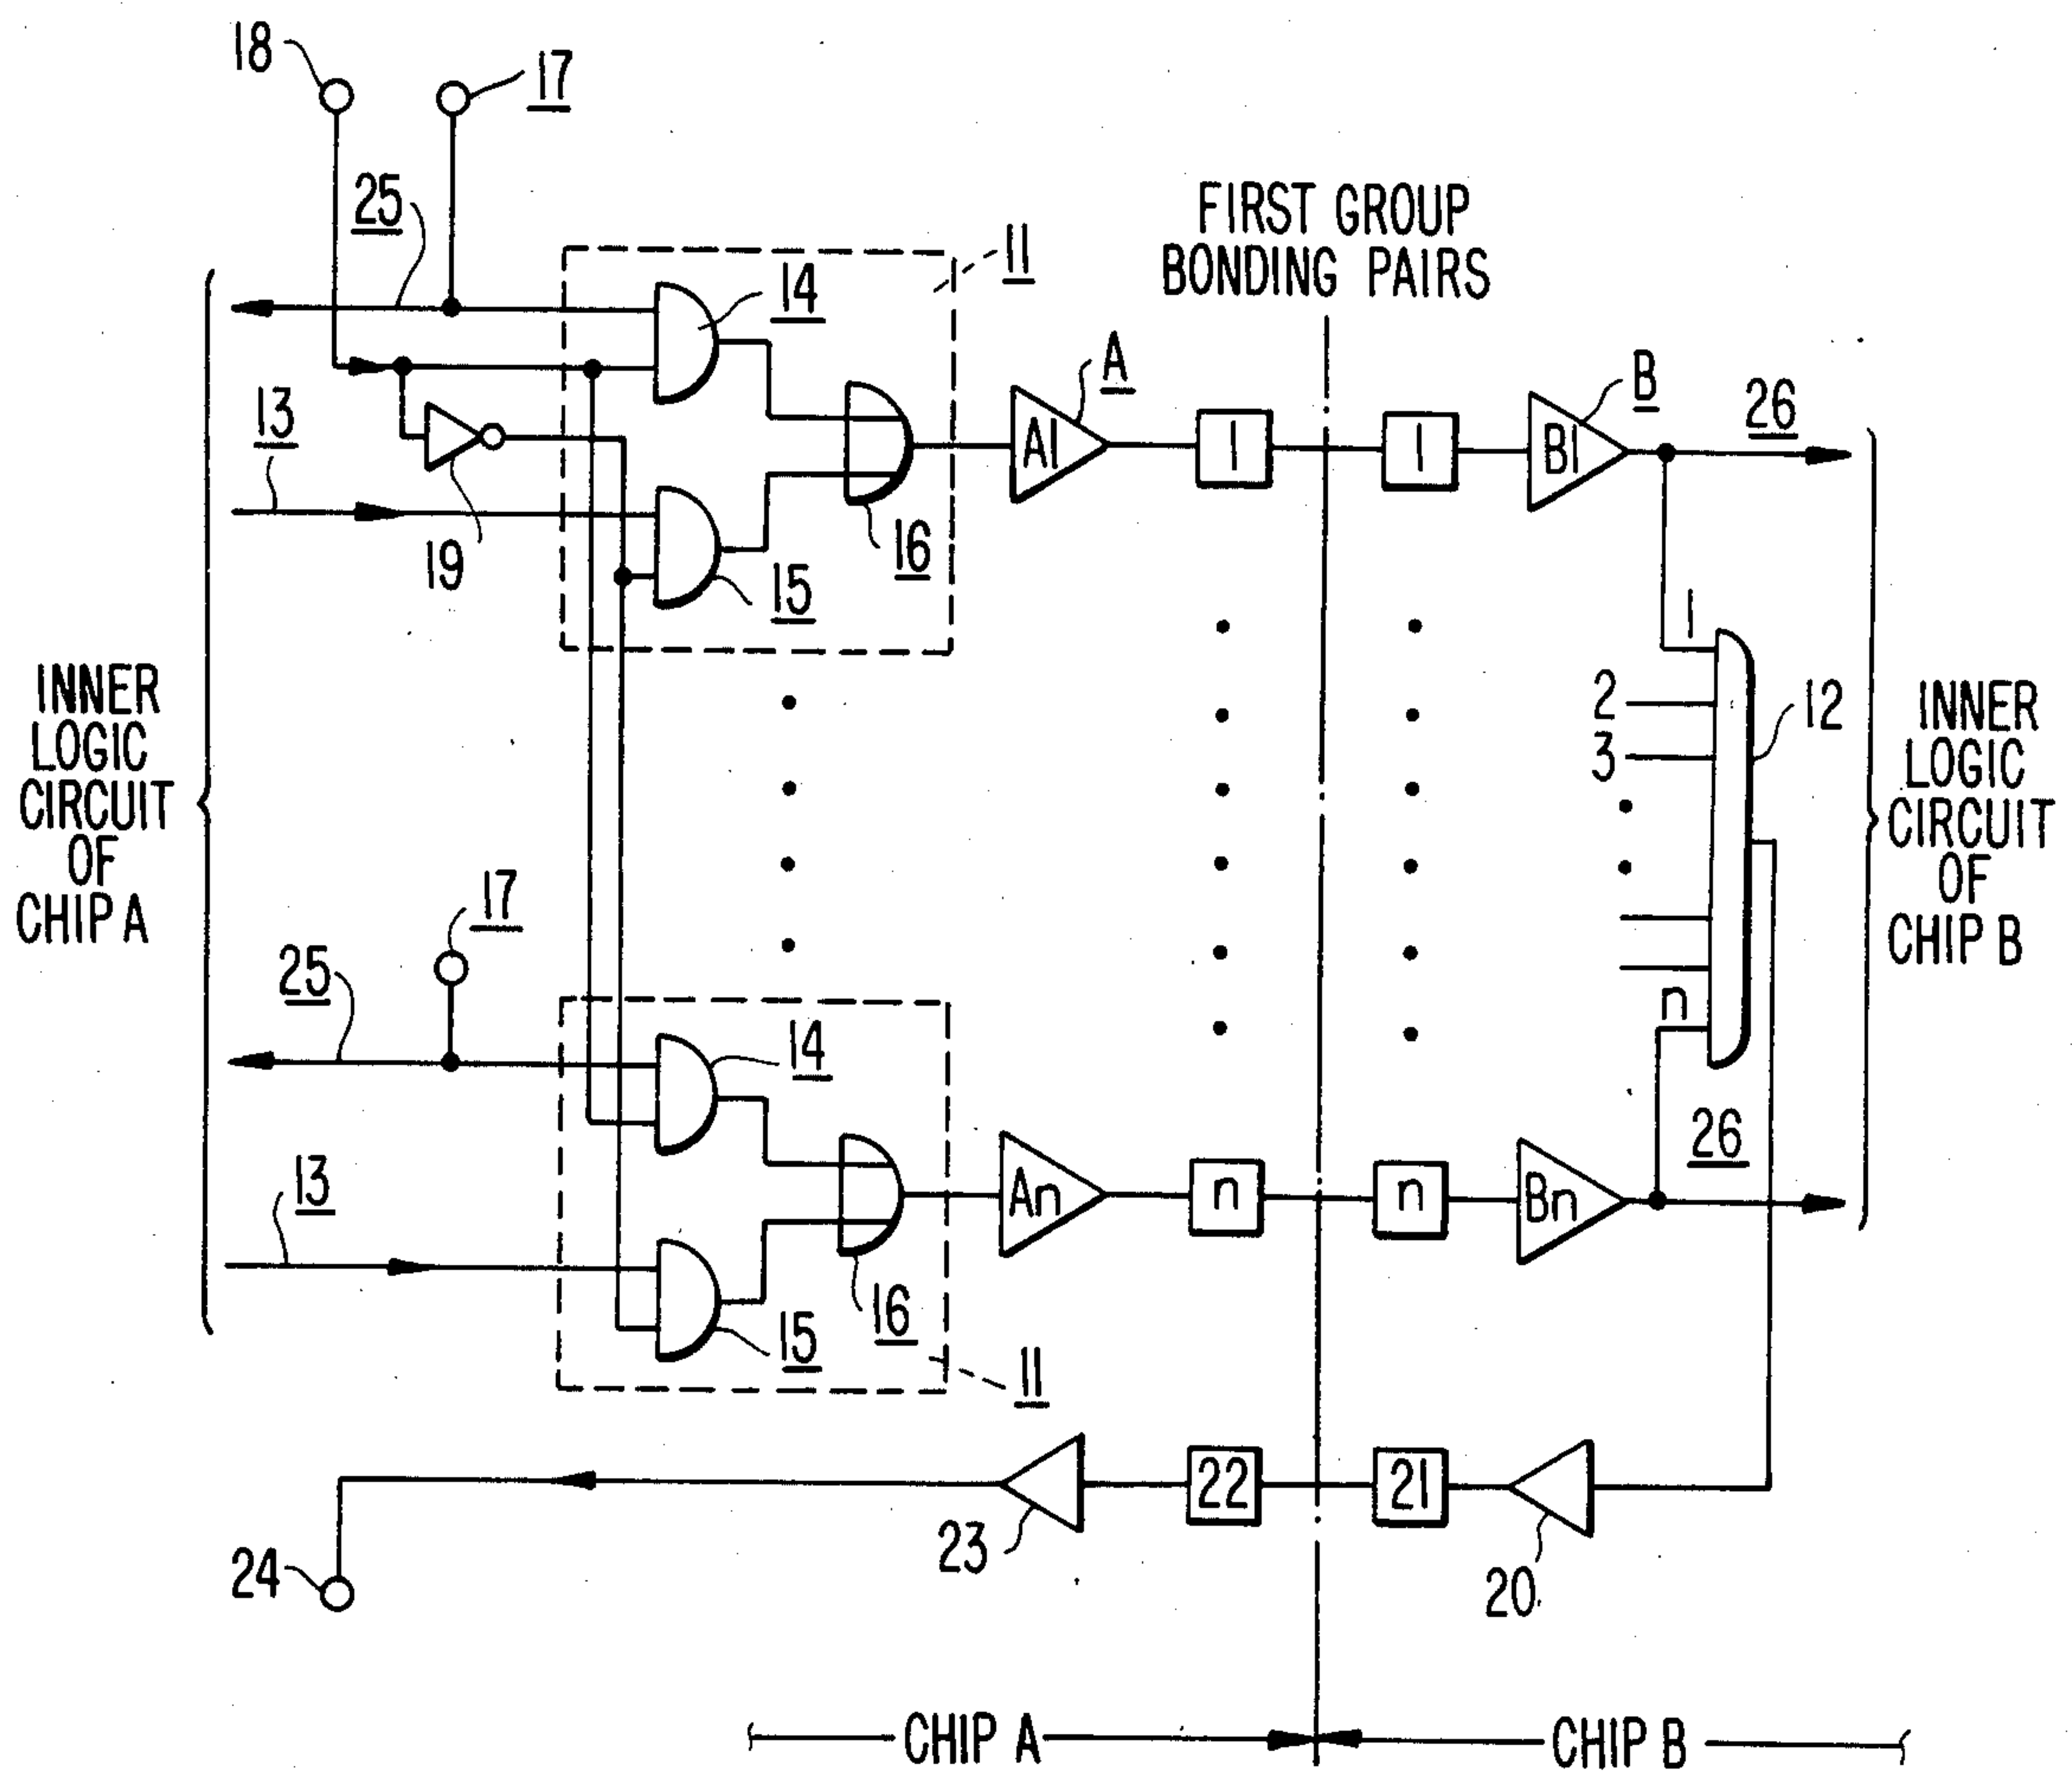 18
17
25
FIRST GROUP
BONDING PAIRS
11
14
A
B
26
13
A1
1
1
B1
19
16
15
1
INNER
LOGIC
CIRCUIT
OF
CHIP A
2
3
12
INNER
LOGIC
CIRCUIT
OF
CHIP B
17
25
n
14
26
13
An
n
n
Bn
16
15
11
22
21
23
20
24
CHIP A
CHIP B